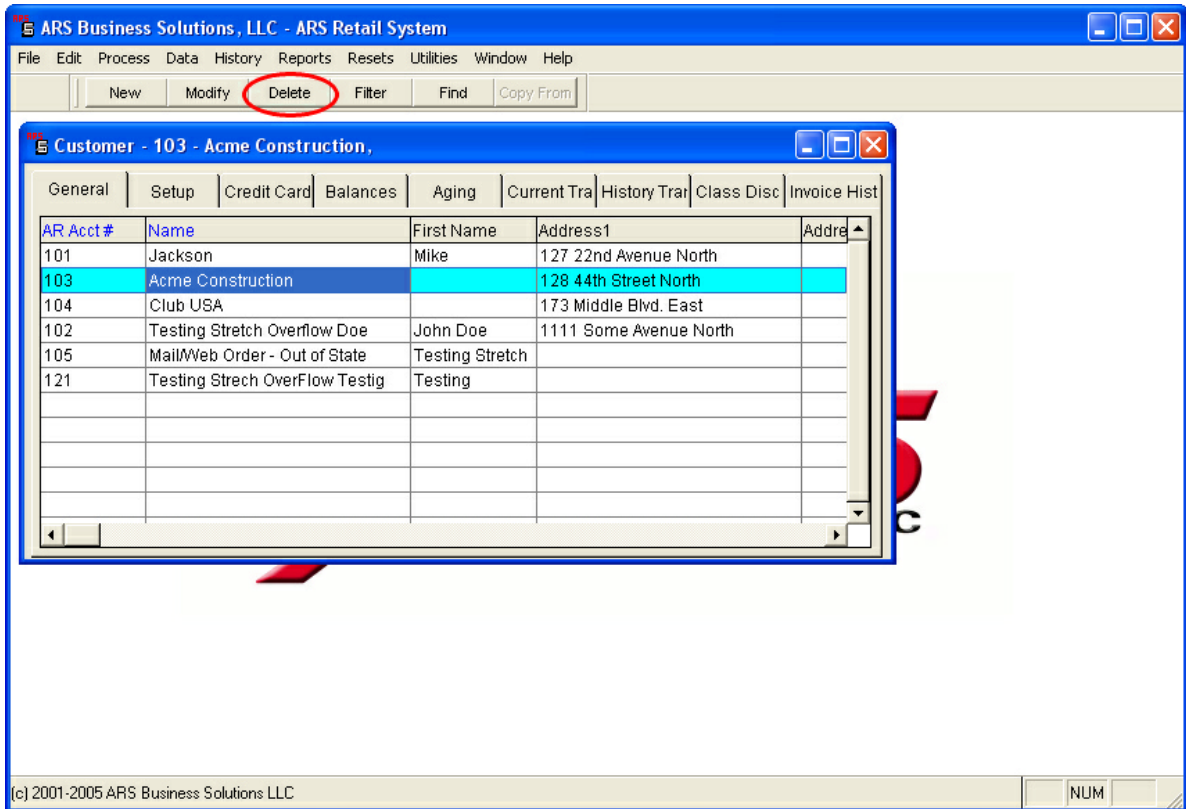 ARS Business Solutions, LLC - ARS Retail System
File Edit Process Data History Reports Resets Utilities Window Help
New Modify Delete Filter Find Copy From
Customer - 103 - Acme Construction,
General Setup Credit Card Balances Aging Current Tra History Trar Class Disc Invoice Hist
AR Acct # Name First Name Address1 Addre
101 Jackson Mike 127 22nd Avenue North
103 Acme Construction 128 44th Street North
104 Club USA 173 Middle Blvd. East
102 Testing Stretch Overflow Doe John Doe 1111 Some Avenue North
105 Mail/Web Order - Out of State Testing Stretch
121 Testing Strech OverFlow Testig Testing
C
(c) 2001-2005 ARS Business Solutions LLC NUM